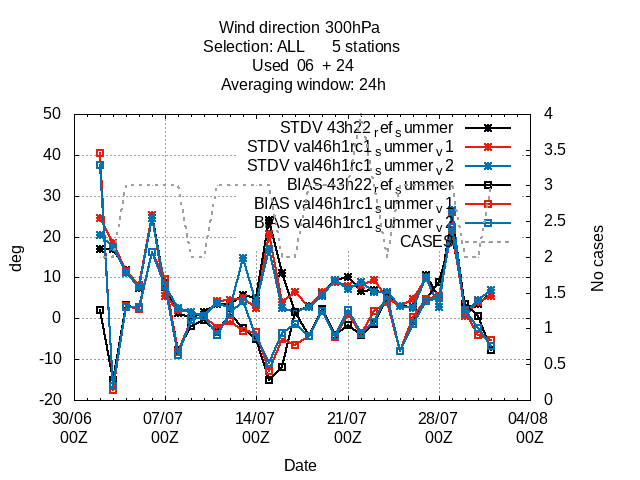 Wind direction 300hPa
Selection: ALL 5 stations
Used 06 + 24
Averaging window: 24h
50 4
STDV 43h22_ref_summer
STDV val46h1rc1_summer_v1
STDV val46h1rc1_summer_v2
BIAS 43h22_ref_summer
BIAS val46h1rc1_summer_v1
BIAS val46h1rc1_summer_v2
CASES
40 3.5
30 3
20 2.5
10 2
0 1.5
-10 1
-20 0.5
0
deg
No cases
30/06 07/07 14/07 21/07 28/07 04/08
00Z 00Z 00Z 00Z 00Z 00Z
Date